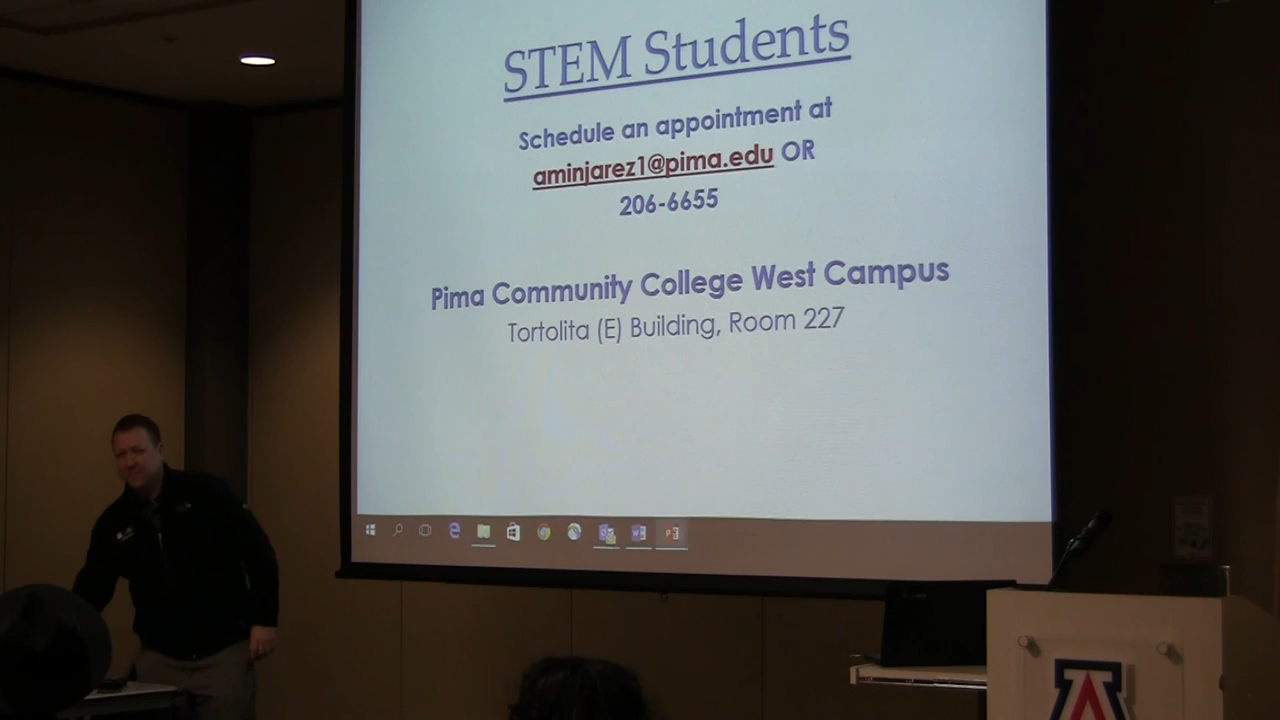 STEM Students
Schedule an appointment at
aminjarez1@pima.edu OR
206-6655
Pima Community College West Campus
Tortolita (E) Building, Room 227